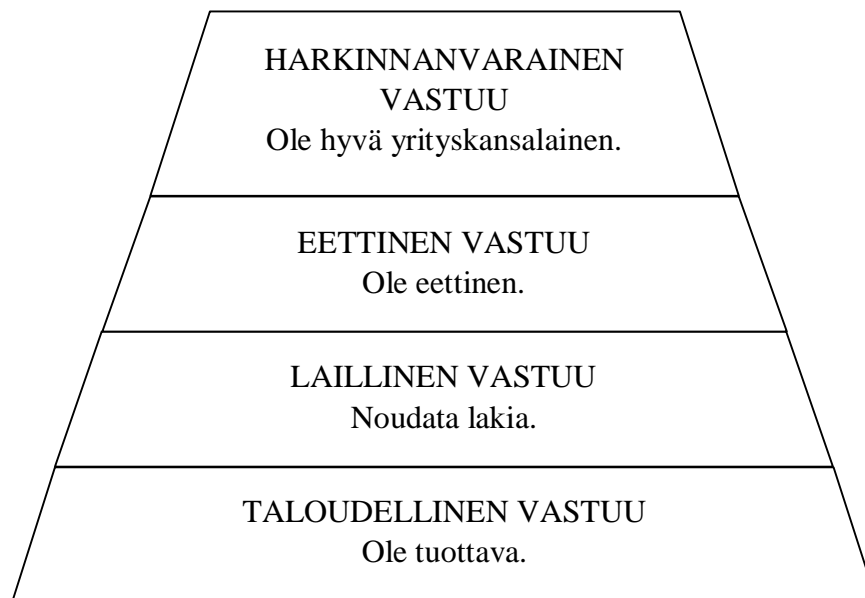 HARKINNANVARAINEN
VASTUU
Ole hyvä yrityskansalainen.
EETTINEN VASTUU
Ole eettinen.
LAILLINEN VASTUU
Noudata lakia.
TALOUDELLINEN VASTUU
Ole tuottava.